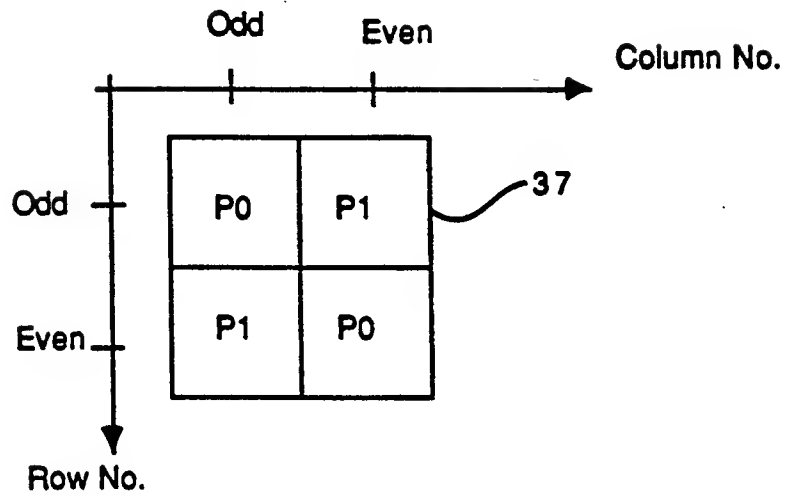 Odd Even Column No.
Odd P0 P1 37
Even P1 P0
Row No.